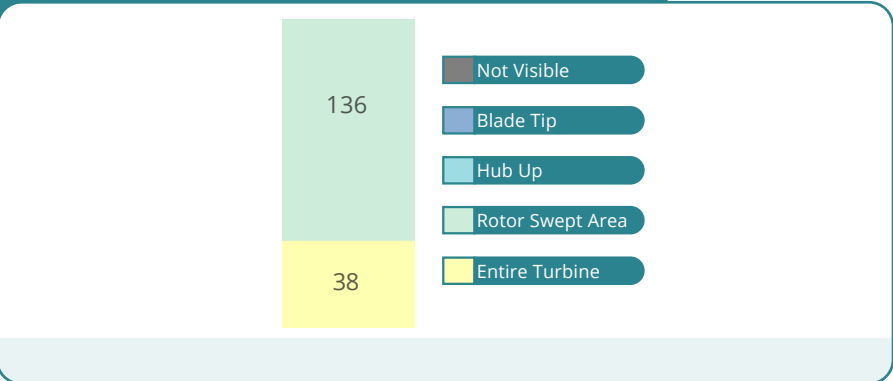 136
38
Not Visible
Blade Tip
Hub Up
Rotor Swept Area
Entire Turbine